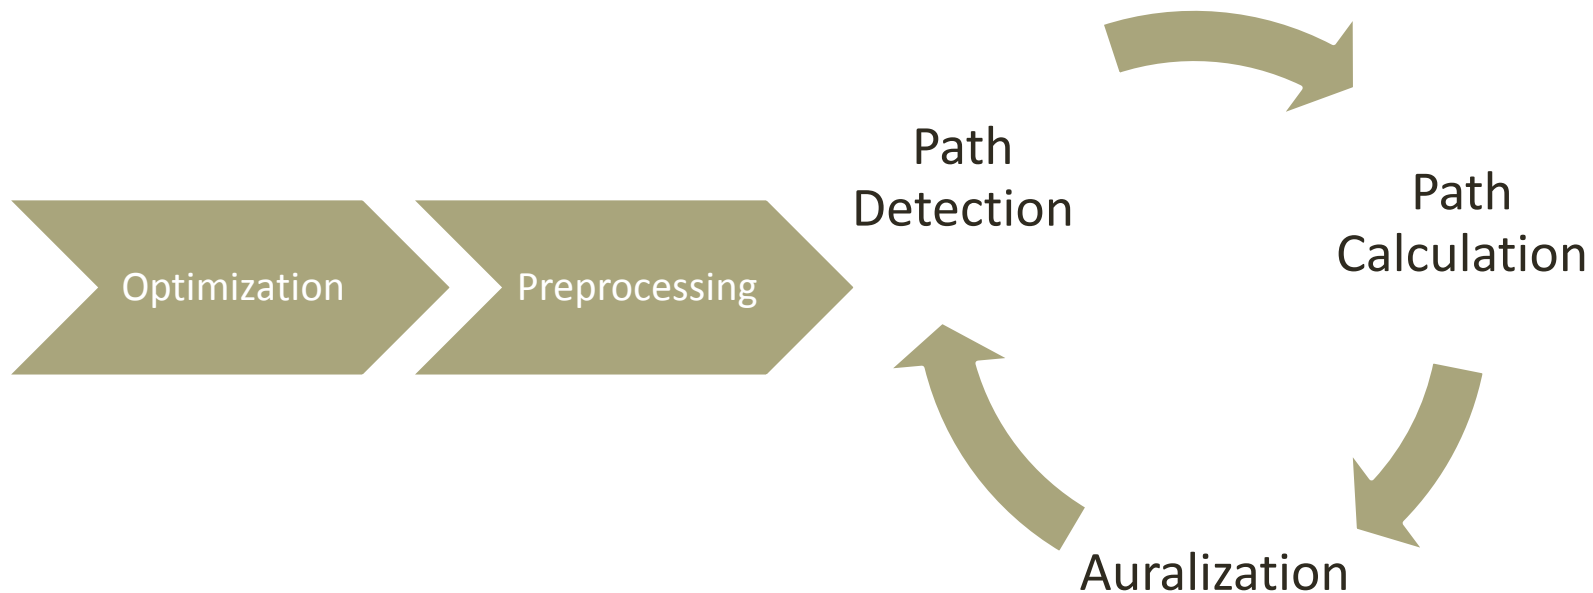 Optimization
Preprocessing
Path
Detection
Path
Calculation
Auralization